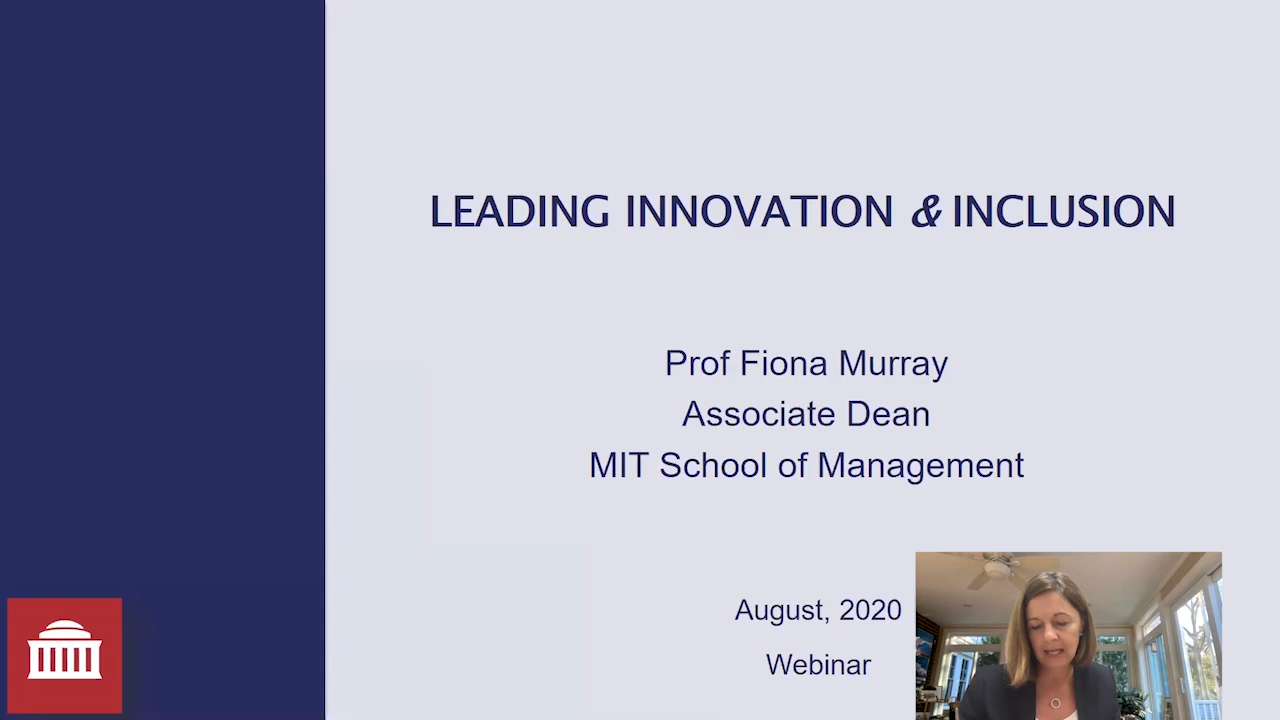 LEADING INNOVATION & INCLUSION
Prof Fiona Murray
Associate Dean
MIT School of Management
August, 2020
Webinar